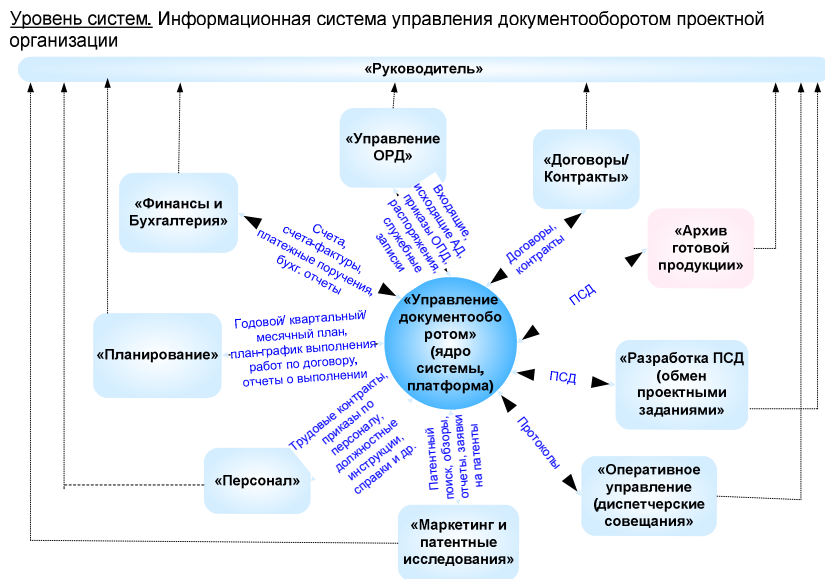 Уровень систем. Информационная система управления документооборотом проектной
организации
«Руководитель»
«Управление
ОРД»
«Договоры/
Контракты»
«Финансы и
Бухгалтерия»
«Архив
готовой
продукции»
Входящие,
исходящие АД,
приказы ОПД,
распоряжения,
служебные
записки
Счета,
счета-фактуры,
платежные поручения,
бухг. отчеты
Договоры,
контракты
ПСД
«Управление
документообо
ротом»
(ядро
системы,
платформа)
«Планирование»
Годовой/ квартальный/
месячный план,
план-график выполнения
работ по договору,
отчеты о выполнении
ПСД
«Разработка ПСД
(обмен
проектными
заданиями»
Трудовые контракты,
приказы по
персоналу,
должностные
инструкции,
справки и др.
Патентный
поиск, обзоры,
отчеты, заявки
на патенты
Протоколы
«Персонал»
«Оперативное
управление
(диспетчерские
совещания»
«Маркетинг и
патентные
исследования»